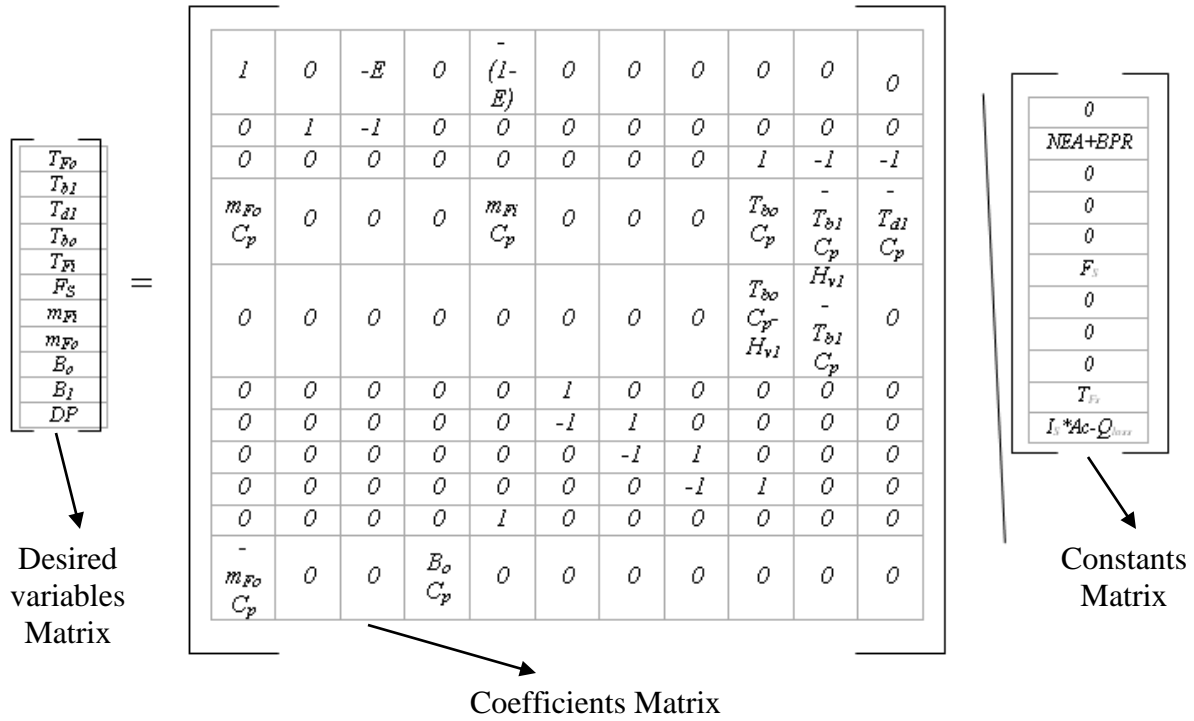 T_Fo
T_b1
T_d1
T_bo
T_Fi
F_S
m_Fi
m_Fo
B_o
B_1
DP
=
1 0 -E 0 -(1-E) 0 0 0 0 0 0
0 1 -1 0 0 0 0 0 0 0 0
0 0 0 0 0 0 0 0 1 -1 -1
m_Fo C_p 0 0 0 m_Fi C_p 0 0 0 T_bo C_p -T_b1 C_p -T_d1 C_p
0 0 0 0 0 0 0 0 T_bo C_p-H_v1 H_v1-T_b1 C_p 0
0 0 0 0 0 1 0 0 0 0 0
0 0 0 0 0 -1 1 0 0 0 0
0 0 0 0 0 0 -1 1 0 0 0
0 0 0 0 0 0 0 -1 1 0 0
0 0 0 0 1 0 0 0 0 0 0
-m_Fo C_p 0 0 B_o C_p 0 0 0 0 0 0 0
0
NEA+BPR
0
0
0
F_S
0
0
0
T_Fs
I_S*Ac-Q_loss
Desired
variables
Matrix
Coefficients Matrix
Constants
Matrix